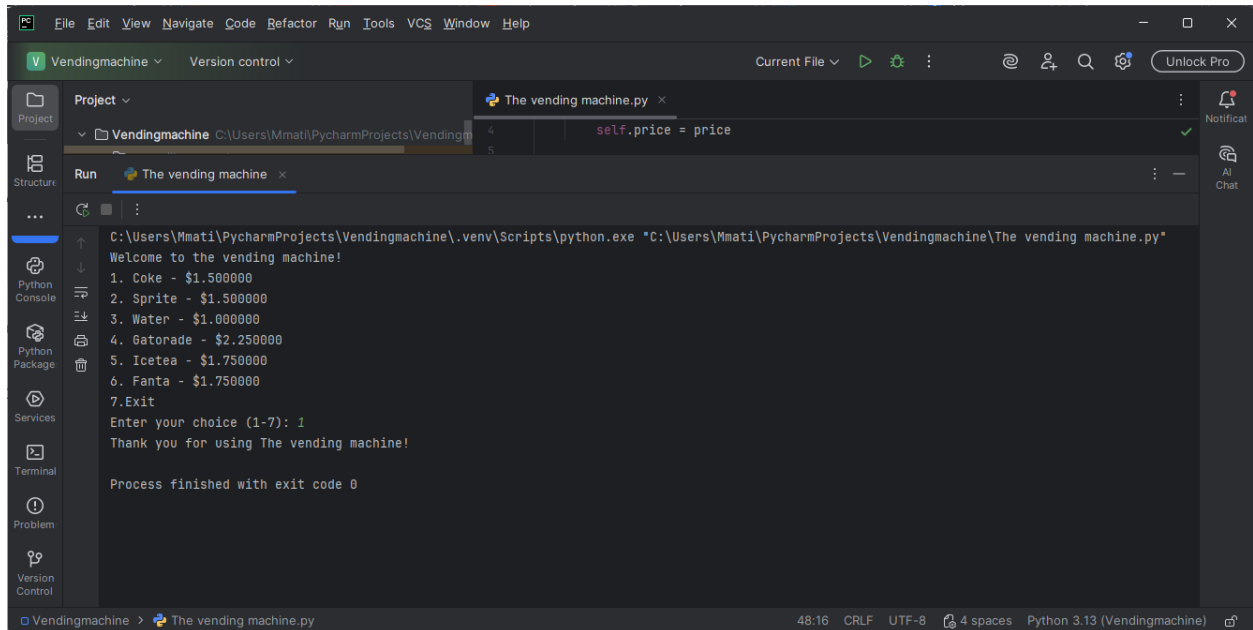 PC File Edit View Navigate Code Refactor Run Tools VCS Window Help
V Vendingmachine Version control Current File Unlock Pro
Project
Project
The vending machine.py
Notificat
Vendingmachine C:\Users\Mmati\PycharmProjects\Vendingm
4 self.price = price
5
Structure
Run The vending machine
AI
Chat
C:\Users\Mmati\PycharmProjects\Vendingmachine\.venv\Scripts\python.exe "C:\Users\Mmati\PycharmProjects\Vendingmachine\The vending machine.py"
Welcome to the vending machine!
1. Coke - $1.500000
2. Sprite - $1.500000
3. Water - $1.000000
4. Gatorade - $2.250000
5. Icetea - $1.750000
6. Fanta - $1.750000
7.Exit
Enter your choice (1-7): 1
Thank you for using The vending machine!
Process finished with exit code 0
Python
Console
Python
Package
Services
Terminal
Problem
Version
Control
Vendingmachine > The vending machine.py 48:16 CRLF UTF-8 4 spaces Python 3.13 (Vendingmachine)